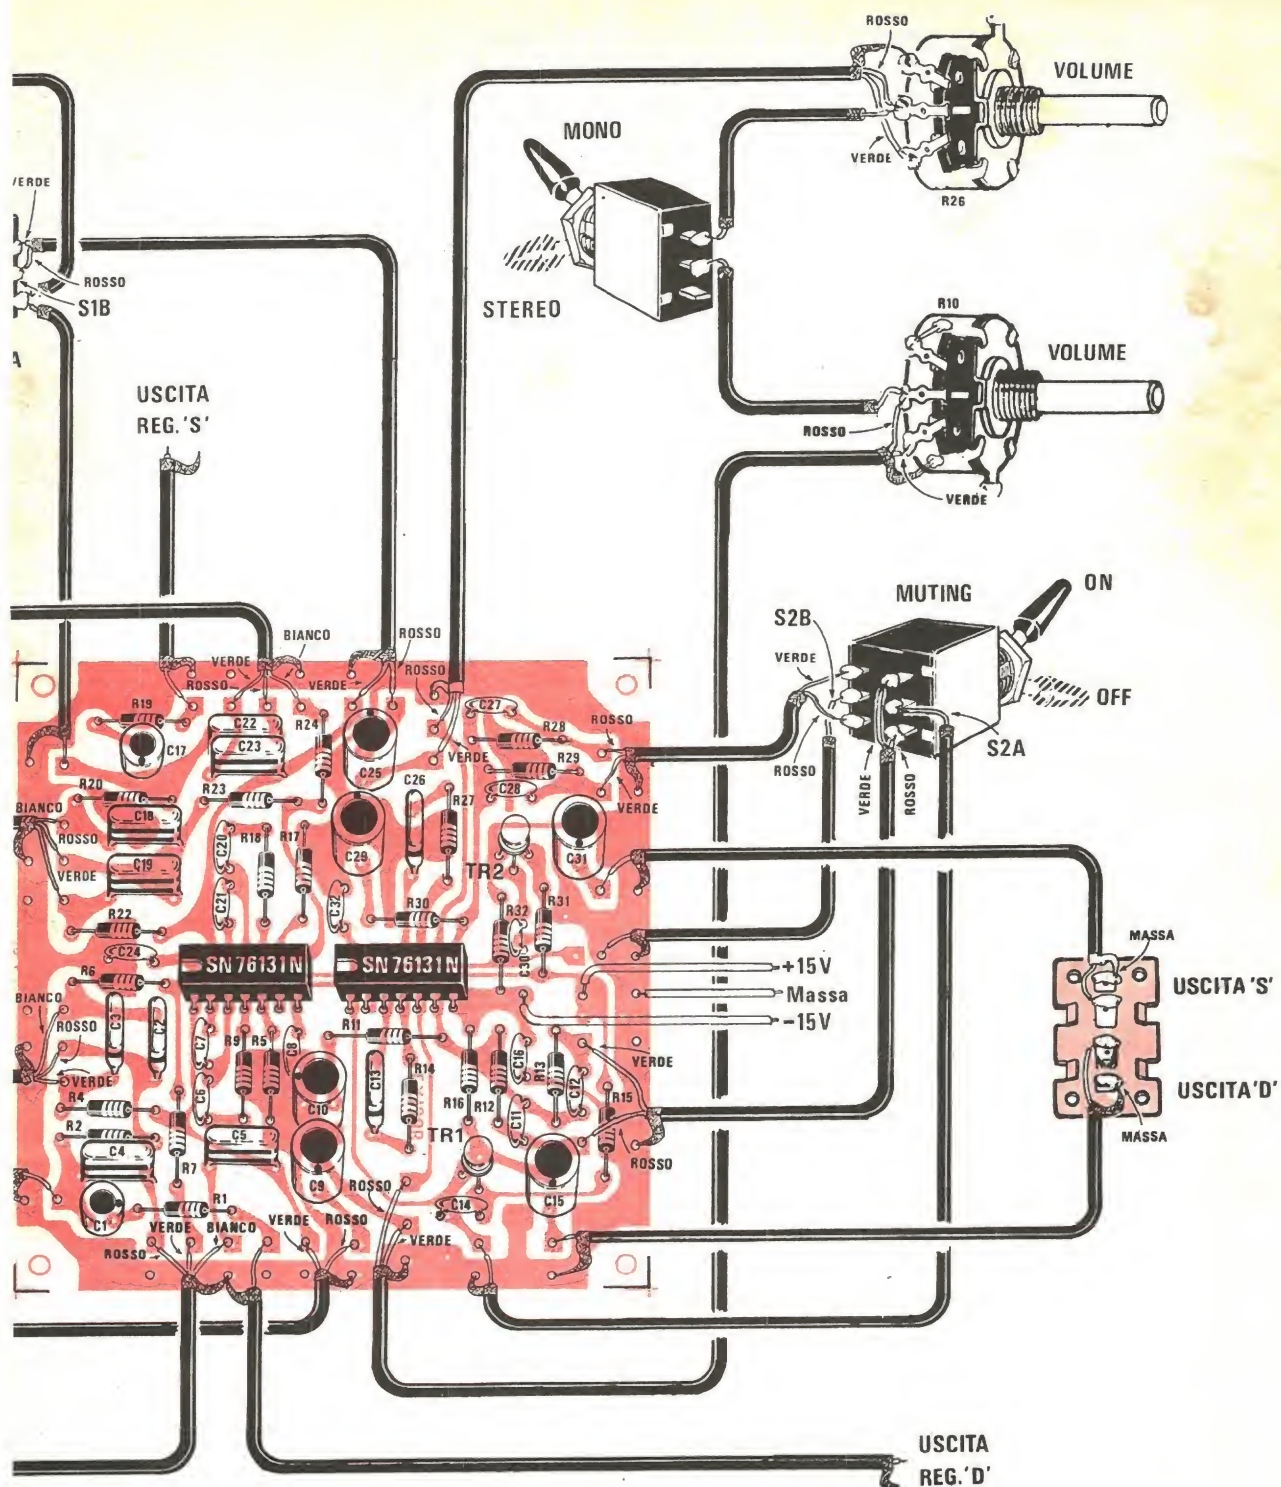 ROSSO
VOLUME
MONO
VERDE
R26
VERDE
ROSSO
S1B
STEREO
R10
VOLUME
USCITA
REG.'S'
ROSSO
VERDE
MUTING
ON
S2B
VERDE
OFF
ROSSO
VERDE
ROSSO
S2A
VERDE
BIANCO
ROSSO
VERDE
ROSSO
ROSSO
R19
C17
C22
C23
R24
C25
VERDE
C27
R28
R29
ROSSO
VERDE
R20
R23
C26
R27
C28
BIANCO
C18
ROSSO
C19
VERDE
C20
R18
R17
C29
TR2
C31
C21
C32
R22
R30
R32
R31
C24
C30
SN76131N
SN76131N
+15V
Massa
-15V
MASSA
USCITA 'S'
USCITA 'D'
MASSA
R6
BIANCO
C3
C2
ROSSO
VERDE
C7
R9
R5
C8
R11
C13
R14
C16
R13
C12
VERDE
R16
R12
R15
C6
C10
C11
R4
R2
TR1
ROSSO
C4
R7
C5
C9
ROSSO
C15
C1
R1
C14
ROSSO
VERDE
BIANCO
VERDE
ROSSO
VERDE
USCITA
REG.'D'